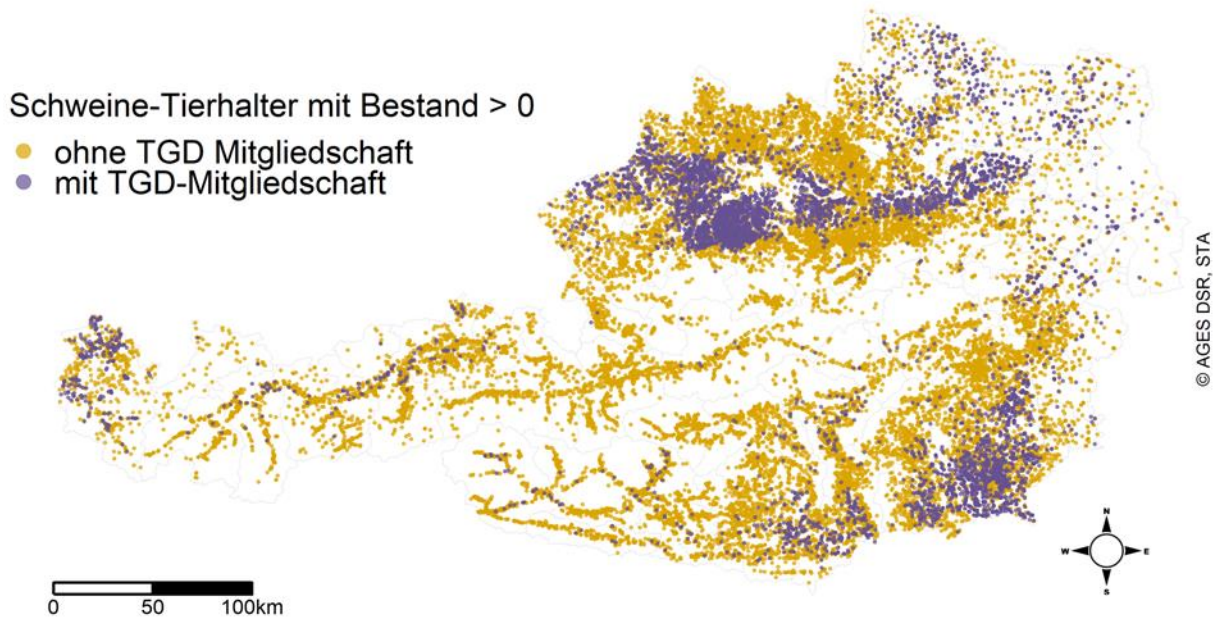 Schweine-Tierhalter mit Bestand > 0
ohne TGD Mitgliedschaft
mit TGD-Mitgliedschaft
© AGES DSR, STA
N
W E
S
0 50 100km